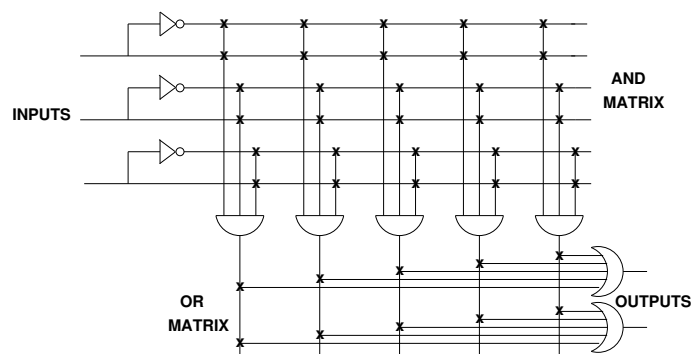 AND
MATRIX
INPUTS
OR
MATRIX
OUTPUTS